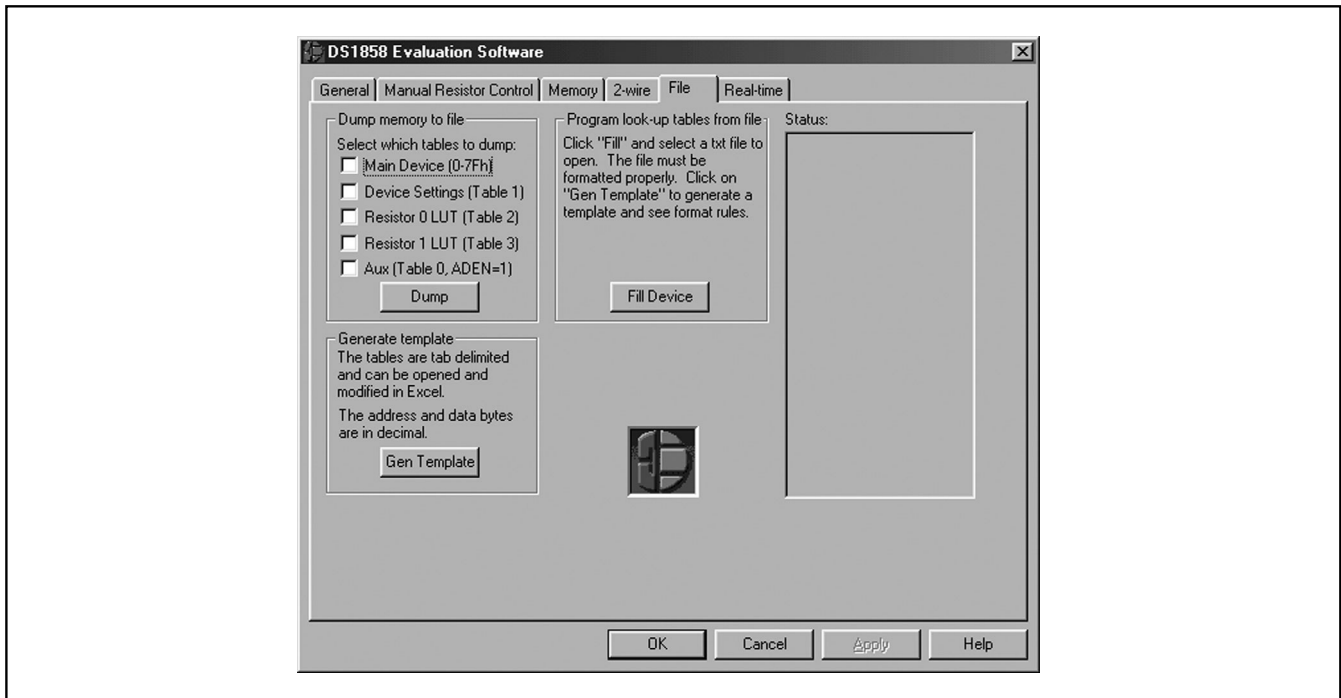 DS1858 Evaluation Software
General
Manual Resistor Control
Memory
2-wire
File
Real-time
Dump memory to file
Select which tables to dump:
Main Device (0-7Fh)
Device Settings (Table 1)
Resistor 0 LUT (Table 2)
Resistor 1 LUT (Table 3)
Aux (Table 0, ADEN=1)
Dump
Program look-up tables from file
Click "Fill" and select a txt file to
open. The file must be
formatted properly. Click on
"Gen Template" to generate a
template and see format rules.
Fill Device
Status:
Generate template
The tables are tab delimited
and can be opened and
modified in Excel.
The address and data bytes
are in decimal.
Gen Template
OK
Cancel
Apply
Help